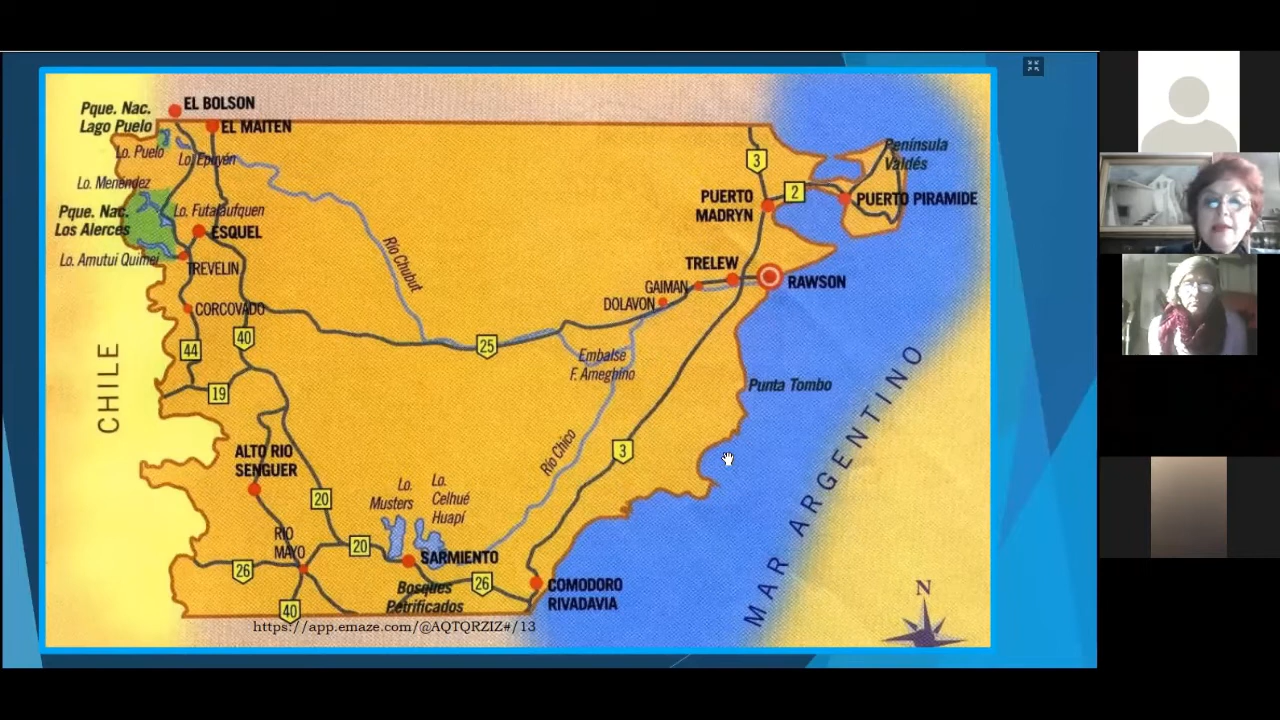 EL BOLSON
Pque. Nac.
Lago Puelo
EL MAITEN
Lo. Puelo
Lo. Epuyén
Lo. Menéndez
Pque. Nac.
Los Alerces
Lo. Futalaufquen
ESQUEL
Lo. Amutui Quimei
TREVELIN
CORCOVADO
44
40
19
CHILE
ALTO RIO
SENGUER
20
RIO
MAYO
20
26
40
Lo.
Musters
Lo.
Celhué
Huapí
SARMIENTO
Bosques
Petrificados
26
COMODORO
RIVADAVIA
Río Chubut
25
Embalse
F. Ameghino
Río Chico
3
DOLAVON
GAIMAN
TRELEW
RAWSON
PUERTO
MADRYN
3
2
Península
Valdés
PUERTO PIRAMIDE
Punta Tombo
MAR ARGENTINO
N
https://app.emaze.com/@AQTQRZIZ#/13